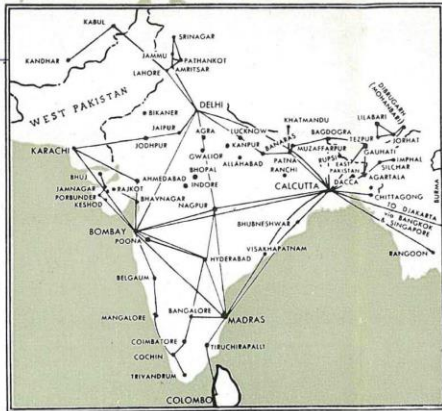 KABUL
KANDHAR
SRINAGAR
JAMMU
PATHANKOT
LAHORE
AMRITSAR
WEST PAKISTAN
BIKANER
DELHI
JAIPUR
JODHPUR
AGRA
LUCKNOW
KANPUR
GWALIOR
ALLAHABAD
BANARAS
KHATMANDU
BAGDOGRA
MUZAFFARPUR
PATNA
RANCHI
RUPSI
LILABARI
DIBRUGARH
(MOHANBARI)
TEZPUR
JORHAT
GAUHATI
IMPHAL
SILCHAR
EAST
PAKISTAN
AGARTALA
DACCA
CHITTAGONG
BURMA
KARACHI
BHUJ
JAMNAGAR
PORBUNDER
KESHOD
RAJKOT
AHMEDABAD
BHAVNAGAR
BHOPAL
INDORE
NAGPUR
CALCUTTA
TO DJAKARTA
via BANGKOK
& SINGAPORE
RANGOON
BHUBNESHWAR
VISAKHAPATNAM
BOMBAY
POONA
HYDERABAD
BELGAUM
MANGALORE
BANGALORE
MADRAS
COIMBATORE
COCHIN
TIRUCHIRAPALLI
TRIVANDRUM
COLOMBO